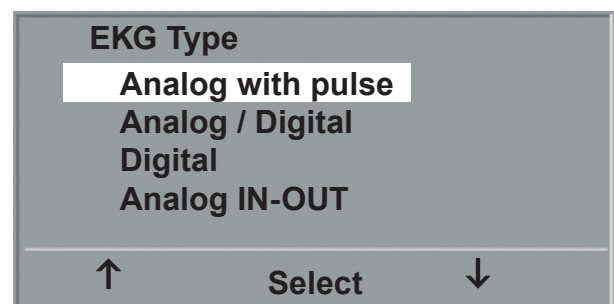 EKG Type
Analog with pulse
Analog / Digital
Digital
Analog IN-OUT
↑ Select ↓